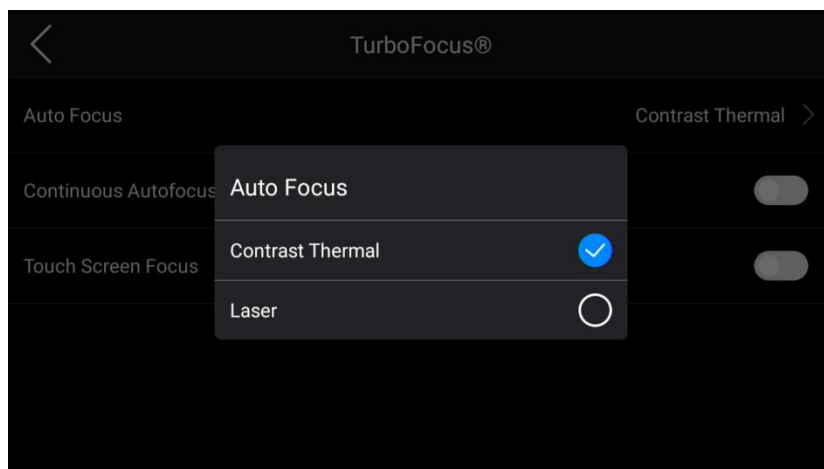 TurboFocus®
Auto Focus
Contrast Thermal
Continuous Autofocus
Touch Screen Focus
Auto Focus
Contrast Thermal
Laser